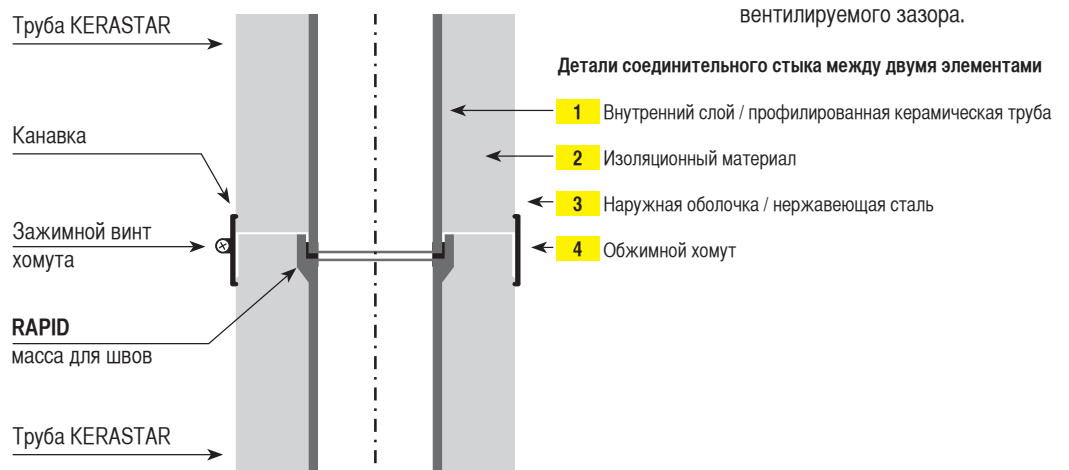 вентилируемого зазора.
Труба KERASTAR
Канавка
Зажимной винт
хомута
RAPID
масса для швов
Труба KERASTAR
Детали соединительного стыка между двумя элементами
1 Внутренний слой / профилированная керамическая труба
2 Изоляционный материал
3 Наружная оболочка / нержавеющая сталь
4 Обжимной хомут